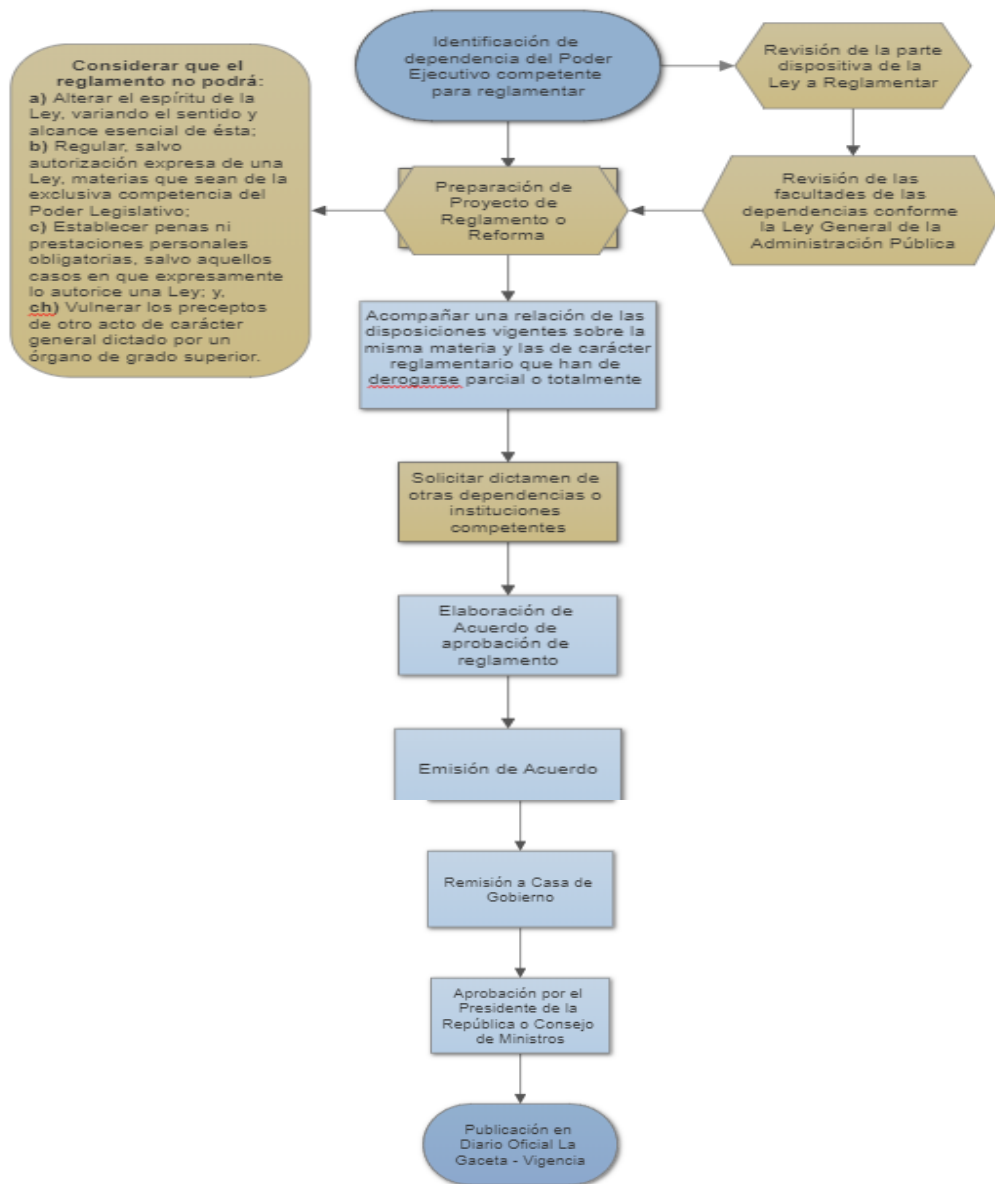 Identificación de
dependencia del Poder
Ejecutivo competente
para reglamentar
Revisión de la parte
dispositiva de la
Ley a Reglamentar
Revisión de las
facultades de las
dependencias conforme
la Ley General de
la Administración Pública
Preparación de
Proyecto de
Reglamento o
Reforma
Considerar que el
reglamento no podrá:
a) Alterar el espíritu de la
Ley, variando el sentido y
alcance esencial de ésta;
b) Regular, salvo
autorización expresa de una
Ley, materias que sean de la
exclusiva competencia del
Poder Legislativo;
c) Establecer penas ni
prestaciones personales
obligatorias, salvo aquellos
casos en que expresamente
lo autorice una Ley; y,
ch) Vulnerar los preceptos
de otro acto de carácter
general dictado por un
órgano de grado superior.
Acompañar una relación de las
disposiciones vigentes sobre la
misma materia y las de carácter
reglamentario que han de
derogarse parcial o totalmente
Solicitar dictamen de
otras dependencias o
instituciones
competentes
Elaboración de
Acuerdo de
aprobación de
reglamento
Emisión de Acuerdo
Remisión a Casa de
Gobierno
Aprobación por el
Presidente de la
República o Consejo
de Ministros
Publicación en
Diario Oficial La
Gaceta - Vigencia